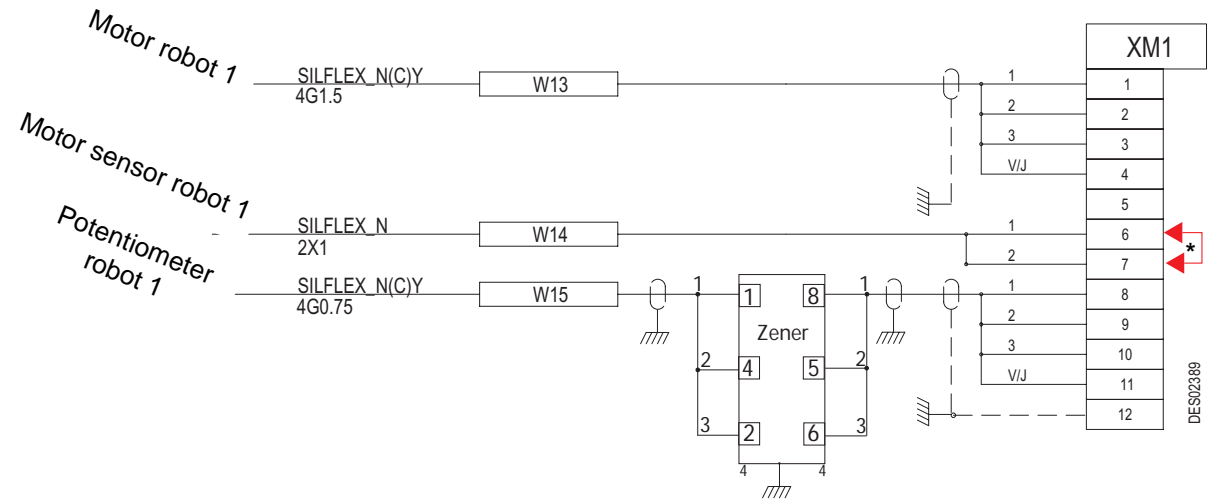 Motor robot 1
SILFLEX_N(C)Y
4G1.5
W13
XM1
1
1
2
2
3
3
V/J
4
5
Motor sensor robot 1
SILFLEX_N
2X1
W14
1
6
2
7
*
Potentiometer
robot 1
SILFLEX_N(C)Y
4G0.75
W15
1
1
8
1
Zener
2
4
5
2
3
2
6
3
4
4
1
8
2
9
3
10
V/J
11
12
DES02389